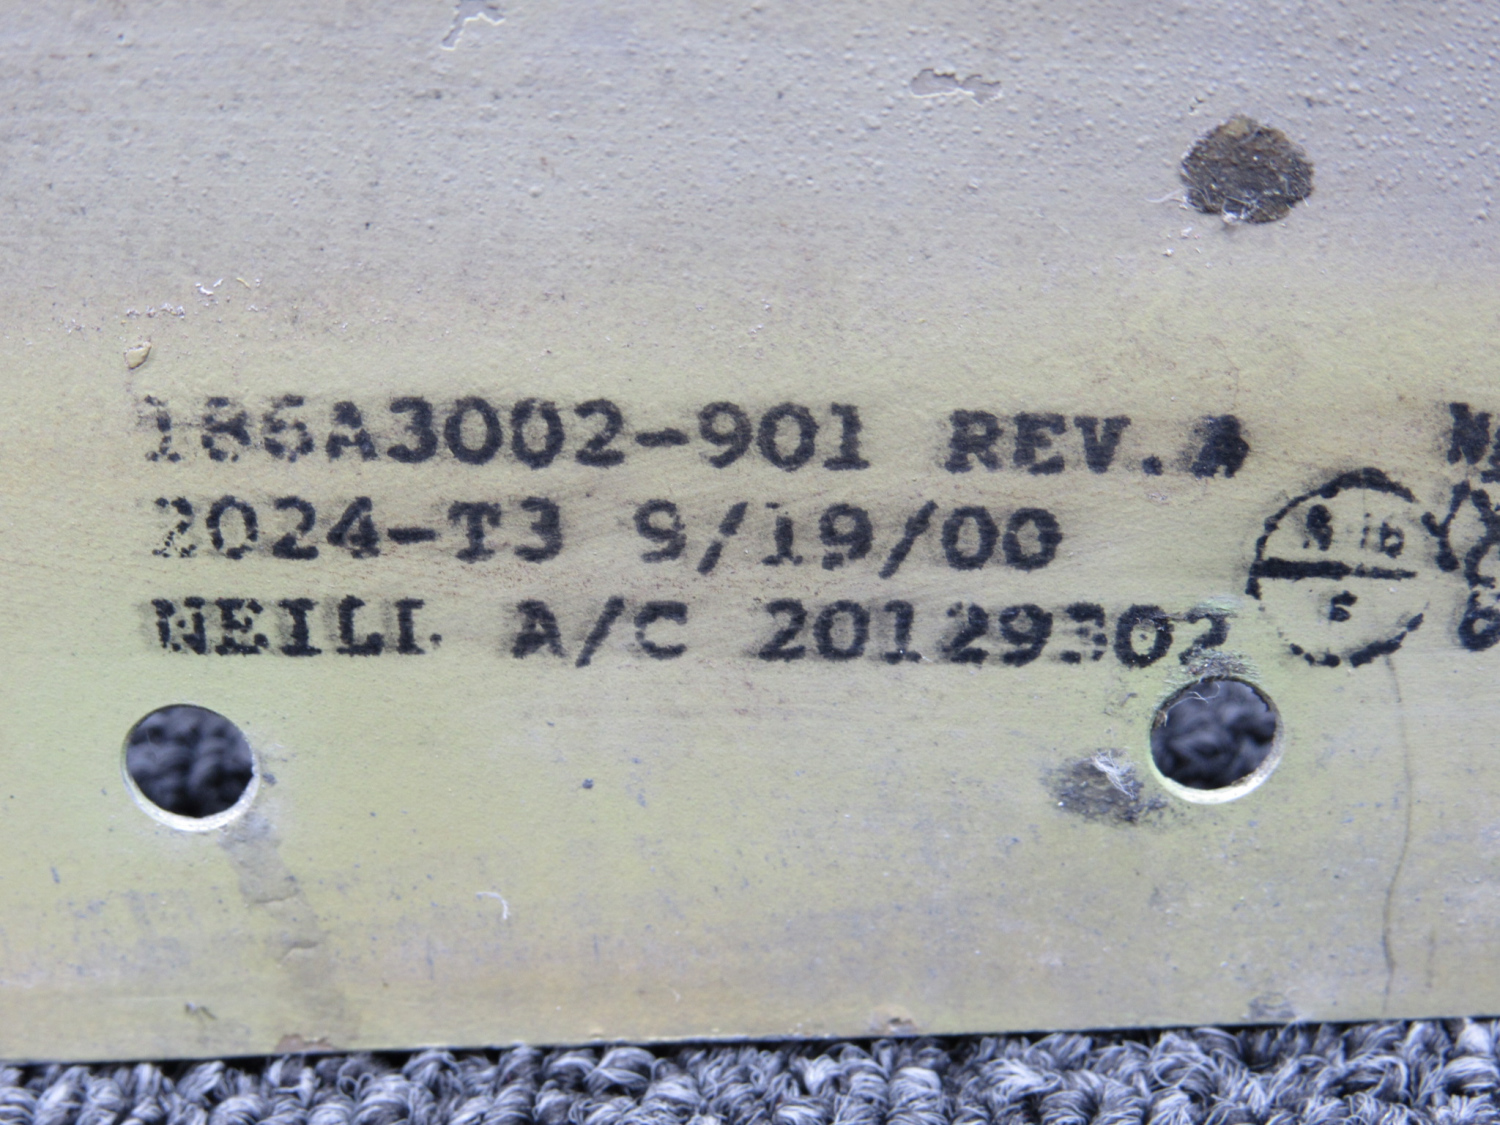 186A3002-901 REV.A
2024-T3 9/19/00
NEILL A/C 20129302